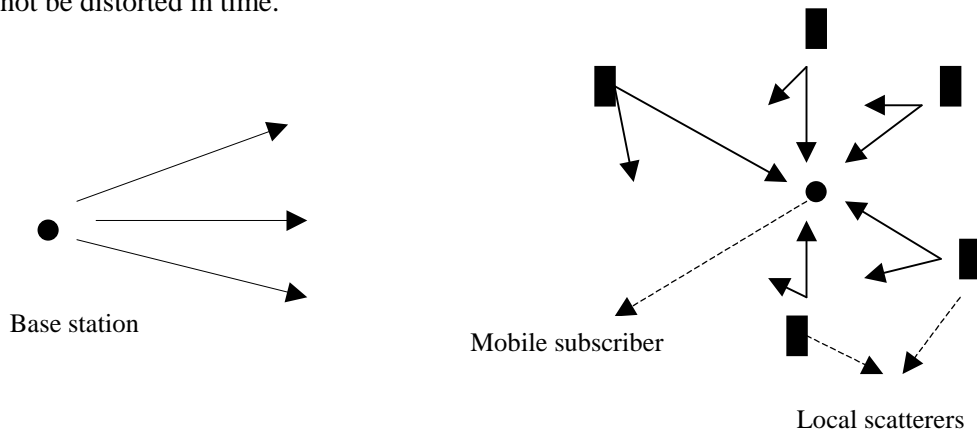 not be distorted in time.
Base station
Mobile subscriber
Local scatterers